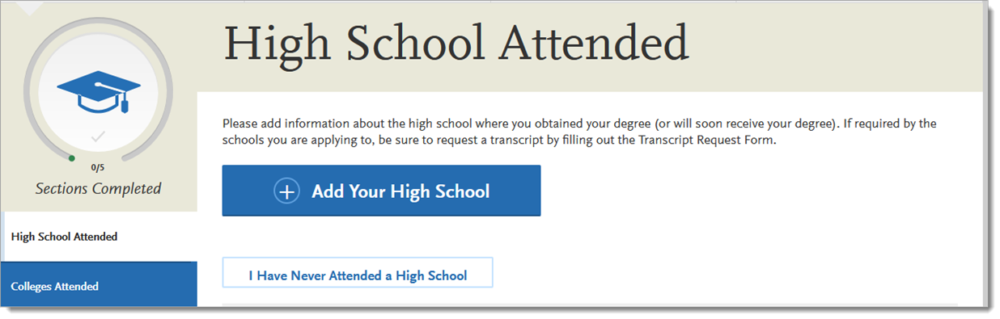 High School Attended
Please add information about the high school where you obtained your degree (or will soon receive your degree). If required by the
schools you are applying to, be sure to request a transcript by filling out the Transcript Request Form.
0/5
Sections Completed
Add Your High School
High School Attended
I Have Never Attended a High School
Colleges Attended